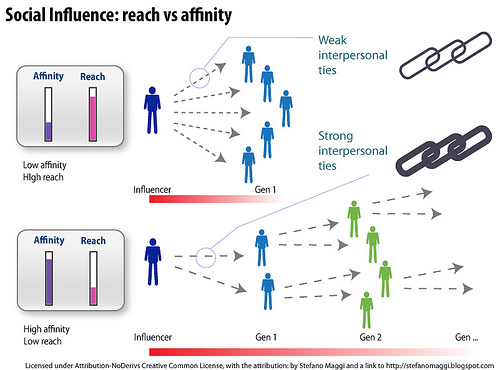 Social Influence: reach vs affinity
Weak
interpersonal
ties
Affinity Reach
Low affinity
HIgh reach
Influencer
Gen 1
Strong
interpersonal
ties
Affinity Reach
High affinity
Low reach
Influencer
Gen 1
Gen 2
Gen ...
Licensed under Attribution-NoDerivs Creative Common License, with the attribution: by Stefano Maggi and a link to http://stefanomaggi.blogspot.com